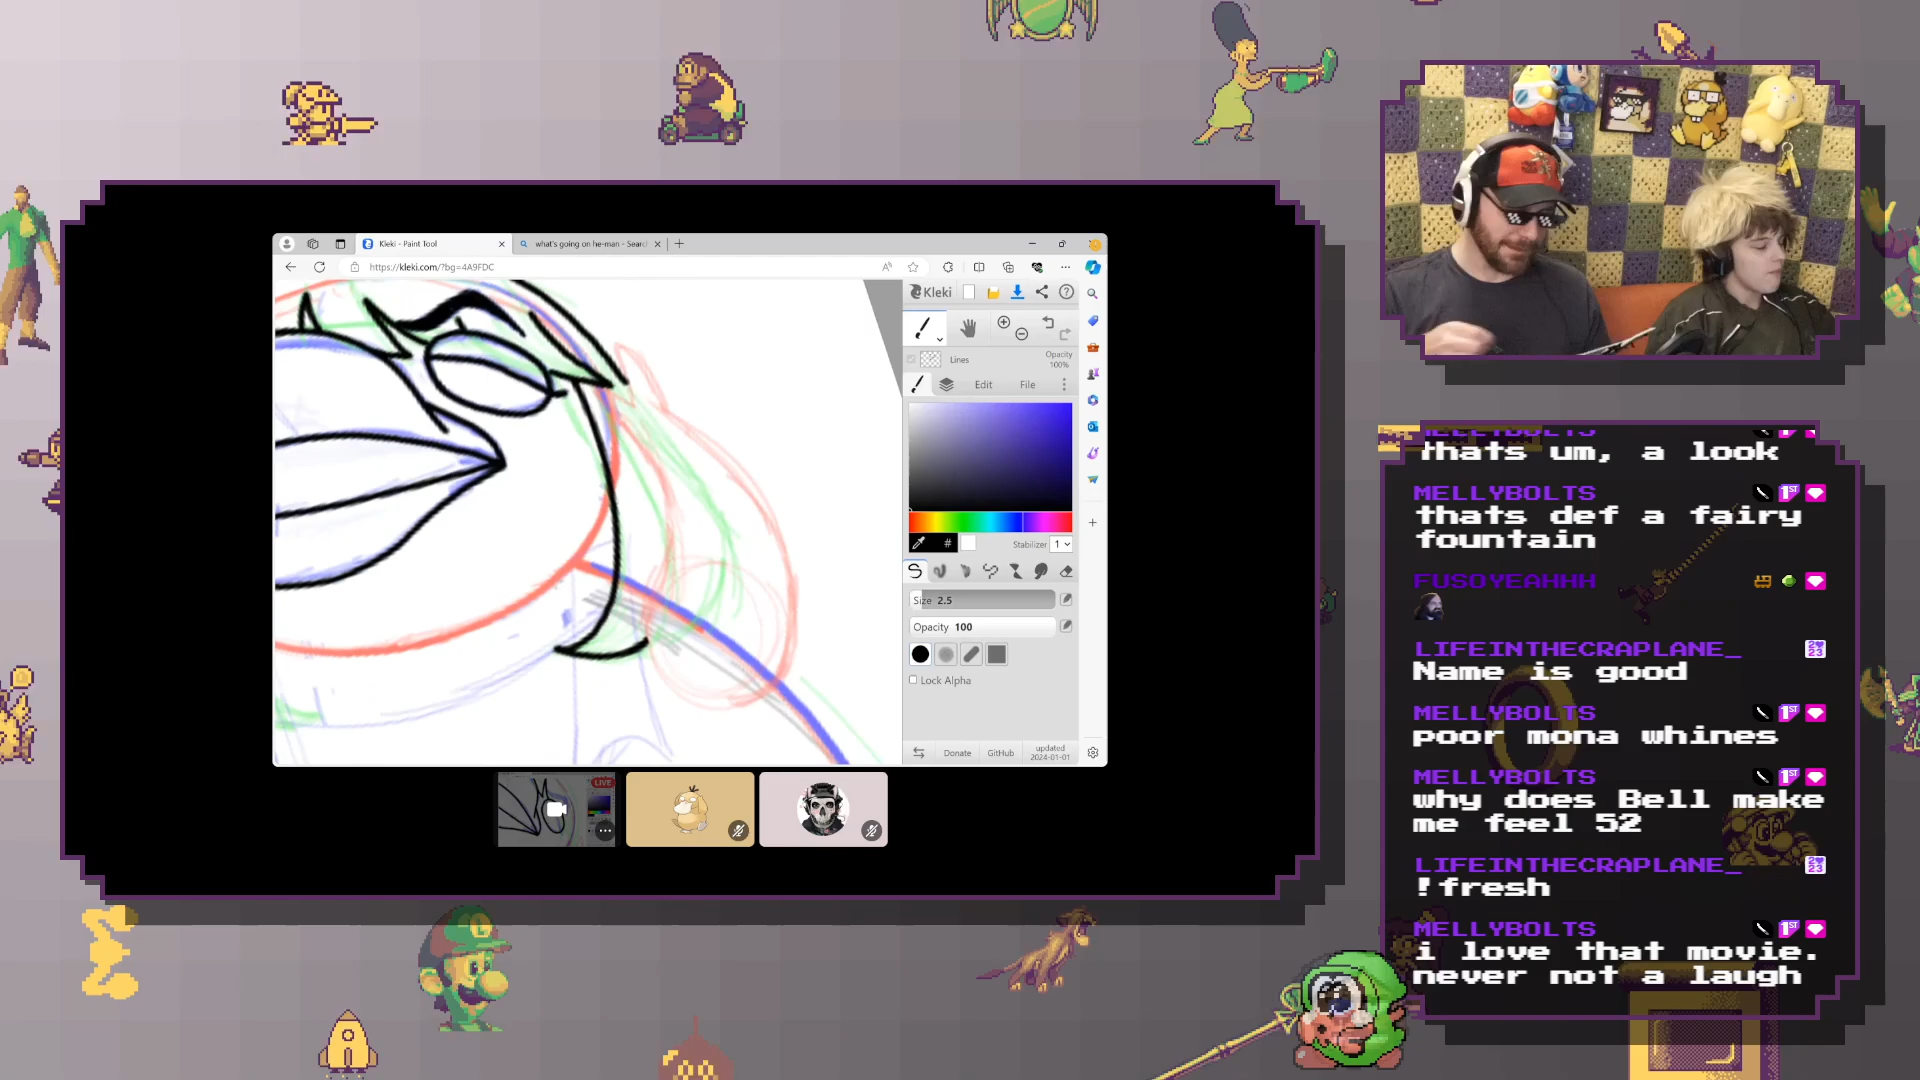 Kleki - Paint Tool
what's going on he-man - Searc
https://kleki.com/?bg=4A9FDC
Kleki
Lines
Opacity
100%
Edit
File
#
Stabilizer 1
Size 2.5
Opacity 100
Lock Alpha
Donate
GitHub
updated
2024-01-01
LIVE
MELLYBOLTS
thats um, a look
MELLYBOLTS
thats def a fairy
fountain
FUSOYEAHHH
LIFEINTHECRAPLANE_
Name is good
MELLYBOLTS
poor mona whines
MELLYBOLTS
why does Bell make
me feel 52
LIFEINTHECRAPLANE_
!fresh
MELLYBOLTS
i love that movie.
never not a laugh